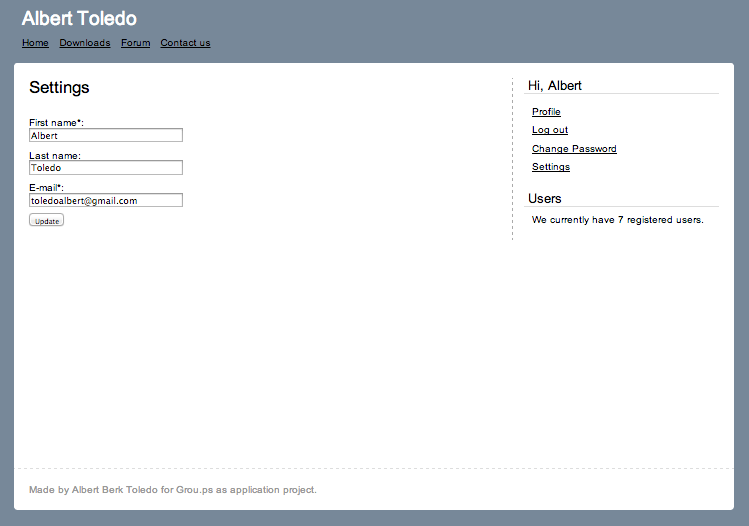 Albert Toledo
Home Downloads Forum Contact us
Settings
First name*:
Albert
Last name:
Toledo
E-mail*:
toledoalbert@gmail.com
Update
Hi, Albert
Profile
Log out
Change Password
Settings
Users
We currently have 7 registered users.
Made by Albert Berk Toledo for Grou.ps as application project.